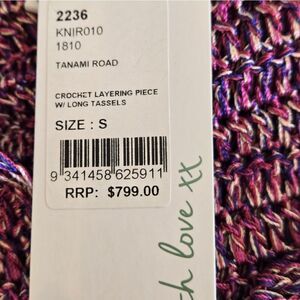 2236
KNIR010
1810
TANAMI ROAD
CROCHET LAYERING PIECE
W/ LONG TASSELS
SIZE : S
9 341458 625911
RRP: $799.00
love xx